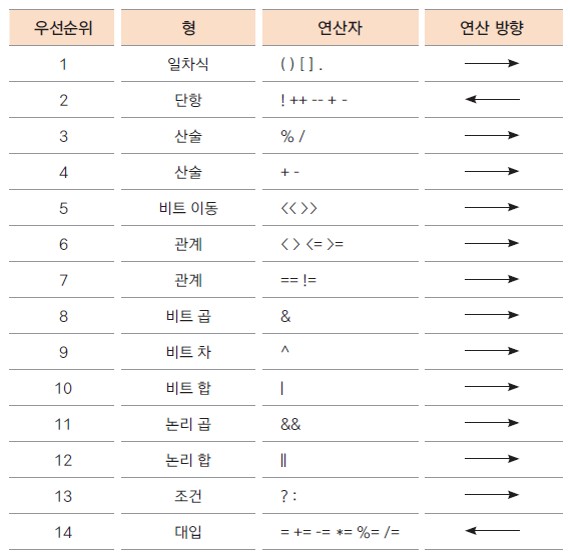 우선순위 형 연산자 연산 방향
1 일차식 ( ) [ ] .
2 단항 ! ++ -- + -
3 산술 % /
4 산술 + -
5 비트 이동 << >>
6 관계 < > <= >=
7 관계 == !=
8 비트 곱 &
9 비트 차 ^
10 비트 합 |
11 논리 곱 &&
12 논리 합 ||
13 조건 ? :
14 대입 = += -= *= %= /=